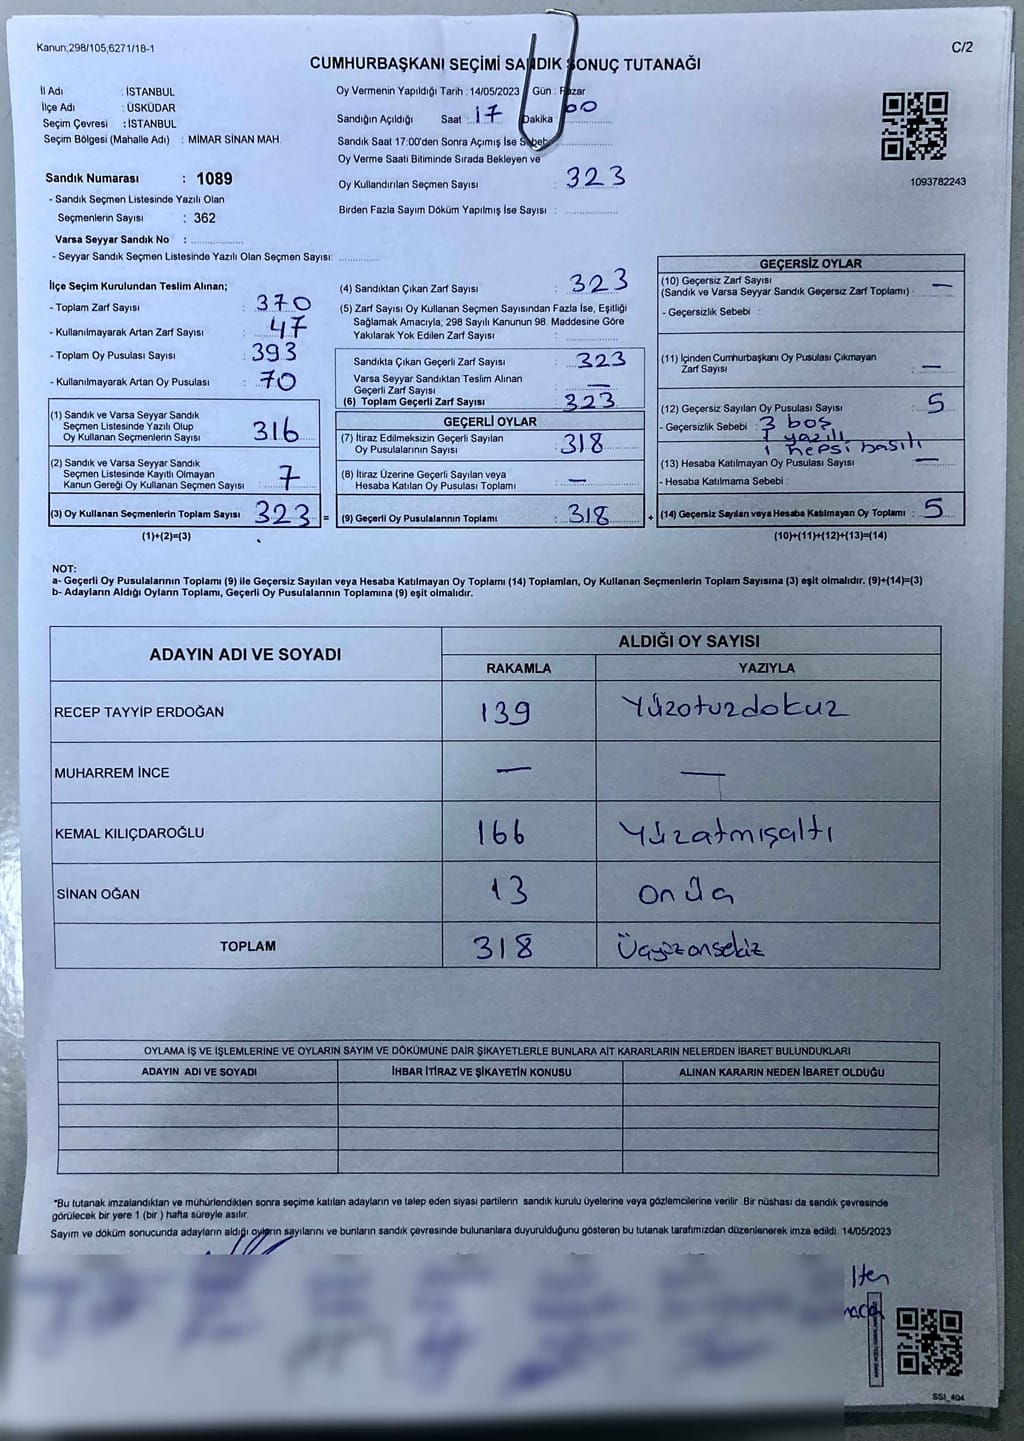 Kanun,298/105,6271/18-1
C/2
CUMHURBAŞKANI SEÇİMİ SANDIK SONUÇ TUTANAĞI
İl Adı : İSTANBUL
İlçe Adı : ÜSKÜDAR
Seçim Çevresi : İSTANBUL
Seçim Bölgesi (Mahalle Adı) : MİMAR SİNAN MAH.
Sandık Numarası : 1089
- Sandık Seçmen Listesinde Yazılı Olan
Seçmenlerin Sayısı : 362
Varsa Seyyar Sandık No :
- Seyyar Sandık Seçmen Listesinde Yazılı Olan Seçmen Sayısı:
Oy Vermenin Yapıldığı Tarih : 14/05/2023 Gün : Pazar
Sandığın Açıldığı Saat 17 Dakika 00
Sandık Saat 17:00'den Sonra Açımış İse Sebebi
Oy Verme Saati Bitiminde Sırada Bekleyen ve
Oy Kullandırılan Seçmen Sayısı : 323
Birden Fazla Sayım Döküm Yapılmış İse Sayısı :
1093782243
İlçe Seçim Kurulundan Teslim Alınan;
- Toplam Zarf Sayısı : 370
- Kullanılmayarak Artan Zarf Sayısı : 47
- Toplam Oy Pusulası Sayısı : 393
- Kullanılmayarak Artan Oy Pusulası : 70
(1) Sandık ve Varsa Seyyar Sandık
Seçmen Listesinde Yazılı Olup
Oy Kullanan Seçmenlerin Sayısı 316
(2) Sandık ve Varsa Seyyar Sandık
Seçmen Listesinde Kayıtlı Olmayan
Kanun Gereği Oy Kullanan Seçmen Sayısı : 7
(3) Oy Kullanan Seçmenlerin Toplam Sayısı 323 =
(1)+(2)=(3)
(4) Sandıktan Çıkan Zarf Sayısı : 323
(5) Zarf Sayısı Oy Kullanan Seçmen Sayısından Fazla İse, Eşitliği
Sağlamak Amacıyla, 298 Sayılı Kanunun 98. Maddesine Göre
Yakılarak Yok Edilen Zarf Sayısı :
Sandıkta Çıkan Geçerli Zarf Sayısı : 323
Varsa Seyyar Sandıktan Teslim Alınan
Geçerli Zarf Sayısı : —
(6) Toplam Geçerli Zarf Sayısı : 323
GEÇERLİ OYLAR
(7) İtiraz Edilmeksizin Geçerli Sayılan
Oy Pusulalarının Sayısı : 318
(8) İtiraz Üzerine Geçerli Sayılan veya
Hesaba Katılan Oy Pusulası Toplamı : —
(9) Geçerli Oy Pusulalarının Toplamı : 318 +
GEÇERSİZ OYLAR
(10) Geçersiz Zarf Sayısı
(Sandık ve Varsa Seyyar Sandık Geçersiz Zarf Toplamı) : —
- Geçersizlik Sebebi :
(11) İçinden Cumhurbaşkanı Oy Pusulası Çıkmayan
Zarf Sayısı : —
(12) Geçersiz Sayılan Oy Pusulası Sayısı : 5
- Geçersizlik Sebebi : 3 boş
1 yazılı
1 hepsi basılı
(13) Hesaba Katılmayan Oy Pusulası Sayısı : —
- Hesaba Katılmama Sebebi :
(14) Geçersiz Sayılan veya Hesaba Katılmayan Oy Toplamı : 5
(10)+(11)+(12)+(13)=(14)
NOT:
a- Geçerli Oy Pusulalarının Toplamı (9) ile Geçersiz Sayılan veya Hesaba Katılmayan Oy Toplamı (14) Toplamları, Oy Kullanan Seçmenlerin Toplam Sayısına (3) eşit olmalıdır. (9)+(14)=(3)
b- Adayların Aldığı Oyların Toplamı, Geçerli Oy Pusulalarının Toplamına (9) eşit olmalıdır.
ADAYIN ADI VE SOYADI
ALDIĞI OY SAYISI
RAKAMLA YAZIYLA
RECEP TAYYİP ERDOĞAN 139 Yüzotuzdokuz
MUHARREM İNCE — —
KEMAL KILIÇDAROĞLU 166 Yüzatmışaltı
SİNAN OĞAN 13 onüç
TOPLAM 318 Üçyüzonsekiz
OYLAMA İŞ VE İŞLEMLERİNE VE OYLARIN SAYIM VE DÖKÜMÜNE DAİR ŞİKAYETLERLE BUNLARA AİT KARARLARIN NELERDEN İBARET BULUNDUKLARI
ADAYIN ADI VE SOYADI İHBAR İTİRAZ VE ŞİKAYETİN KONUSU ALINAN KARARIN NEDEN İBARET OLDUĞU
*Bu tutanak imzalandıktan ve mühürlendikten sonra seçime katılan adayların ve talep eden siyasi partilerin sandık kurulu üyelerine veya gözlemcilerine verilir. Bir nüshası da sandık çevresinde
görülecek bir yere 1 (bir ) hafta süreyle asılır.
Sayım ve döküm sonucunda adayların aldığı oyların sayılarını ve bunların sandık çevresinde bulunanlara duyurulduğunu gösteren bu tutanak tarafımızdan düzenlenerek imza edildi. 14/05/2023
SSI_404